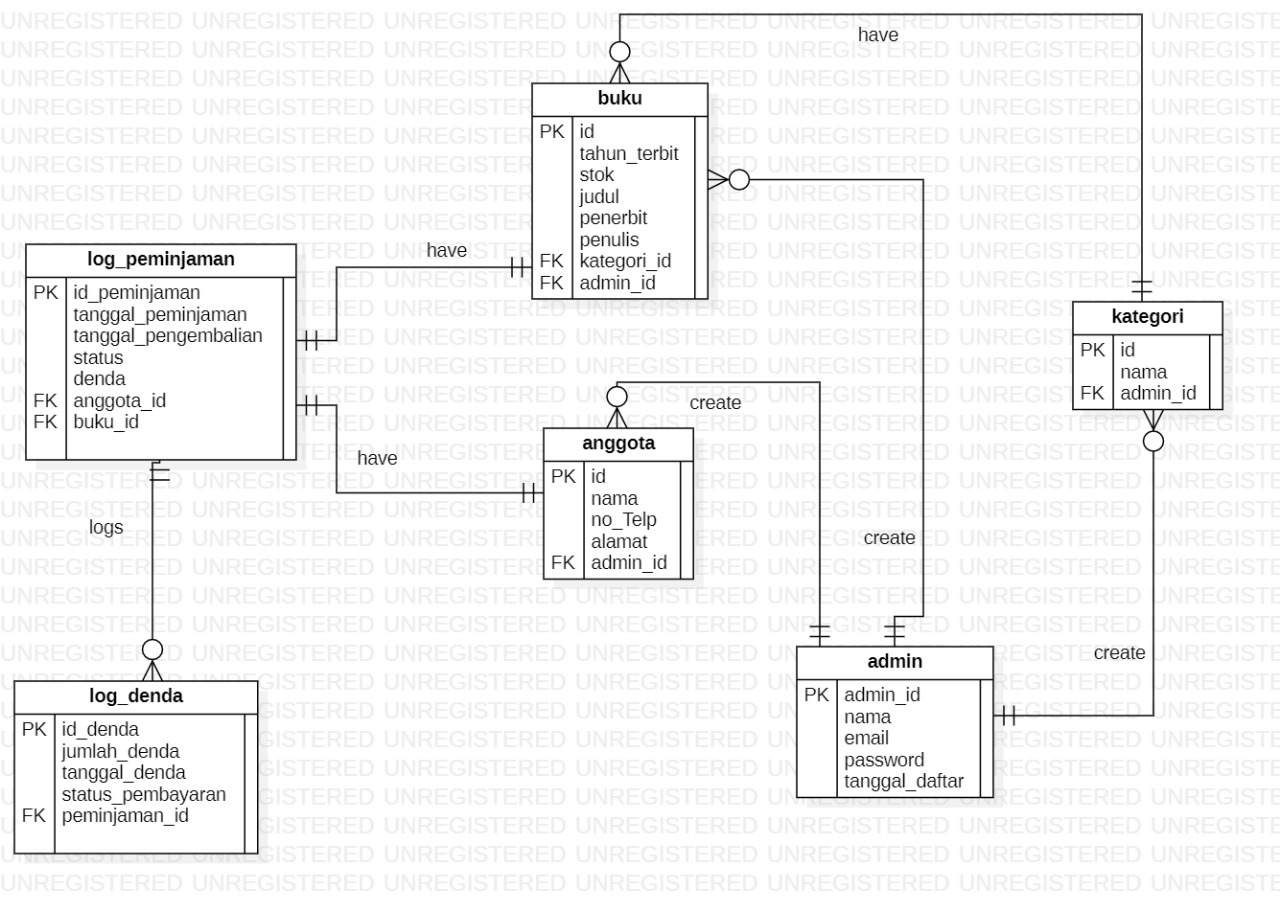 have
buku
PK id
tahun_terbit
stok
judul
penerbit
penulis
FK kategori_id
FK admin_id
have
log_peminjaman
PK id_peminjaman
tanggal_peminjaman
tanggal_pengembalian
status
denda
FK anggota_id
FK buku_id
kategori
PK id
nama
FK admin_id
create
anggota
PK id
nama
no_Telp
alamat
FK admin_id
have
logs
create
create
admin
PK admin_id
nama
email
password
tanggal_daftar
log_denda
PK id_denda
jumlah_denda
tanggal_denda
status_pembayaran
FK peminjaman_id
UNREGISTERED